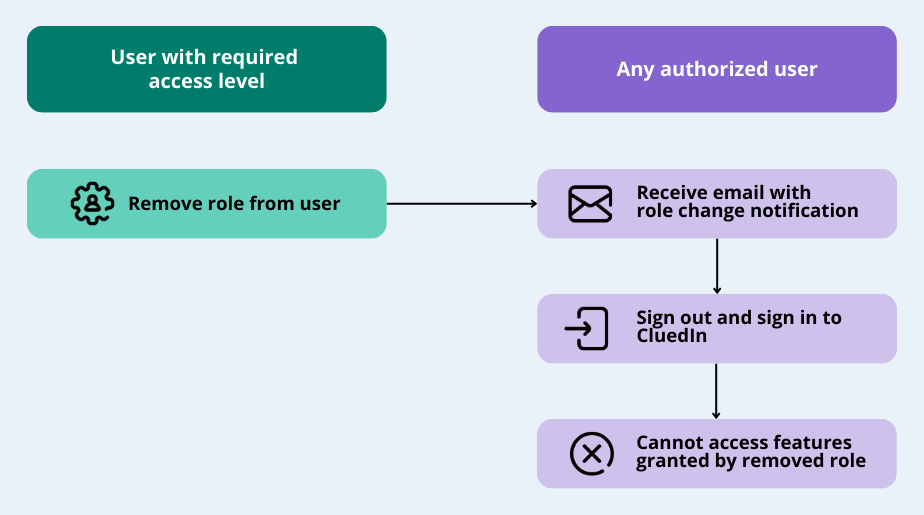 User with required
access level
Any authorized user
Remove role from user
Receive email with
role change notification
Sign out and sign in to
CluedIn
Cannot access features
granted by removed role